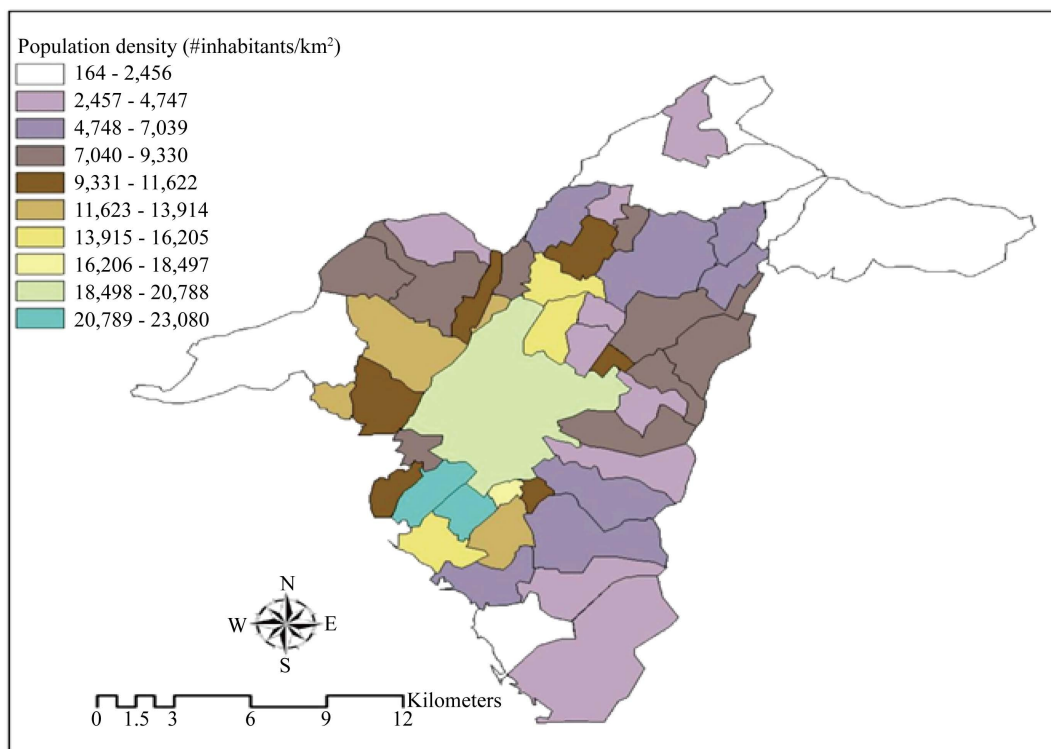 Population density (#inhabitants/km²)
164 - 2,456
2,457 - 4,747
4,748 - 7,039
7,040 - 9,330
9,331 - 11,622
11,623 - 13,914
13,915 - 16,205
16,206 - 18,497
18,498 - 20,788
20,789 - 23,080
N
W E
S
Kilometers
0 1.5 3 6 9 12